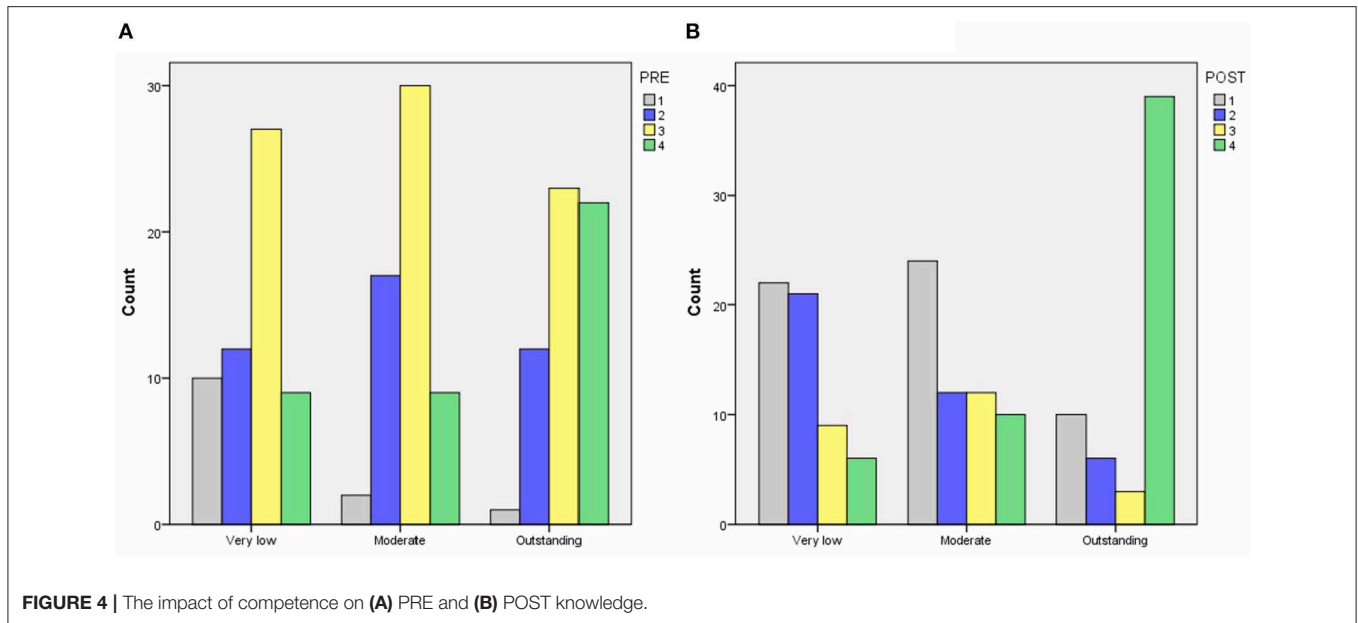 A
B
PRE
1
2
3
4
30
20
10
0
Count
Very low
Moderate
Outstanding
POST
1
2
3
4
40
30
20
10
0
Count
Very low
Moderate
Outstanding
FIGURE 4 | The impact of competence on (A) PRE and (B) POST knowledge.